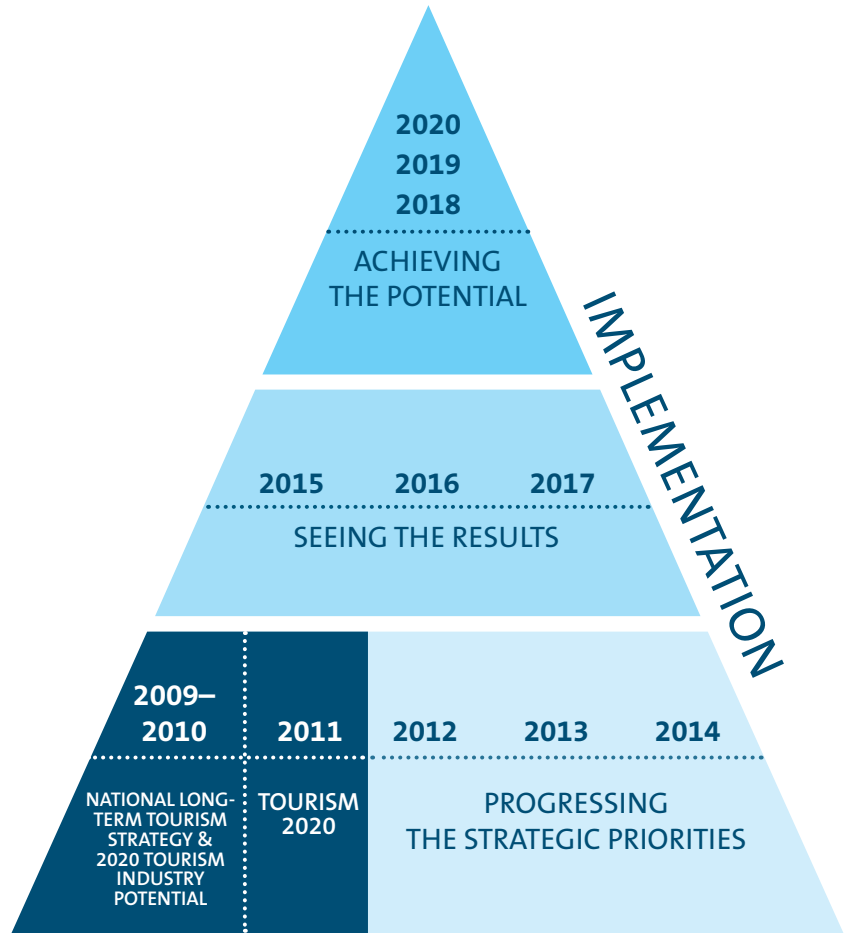 2020
2019
2018
ACHIEVING
THE POTENTIAL
IMPLEMENTATION
2015 2016 2017
SEEING THE RESULTS
2009–
2010
2011
2012 2013 2014
NATIONAL LONG-
TERM TOURISM
STRATEGY &
2020 TOURISM
INDUSTRY
POTENTIAL
TOURISM
2020
PROGRESSING
THE STRATEGIC PRIORITIES